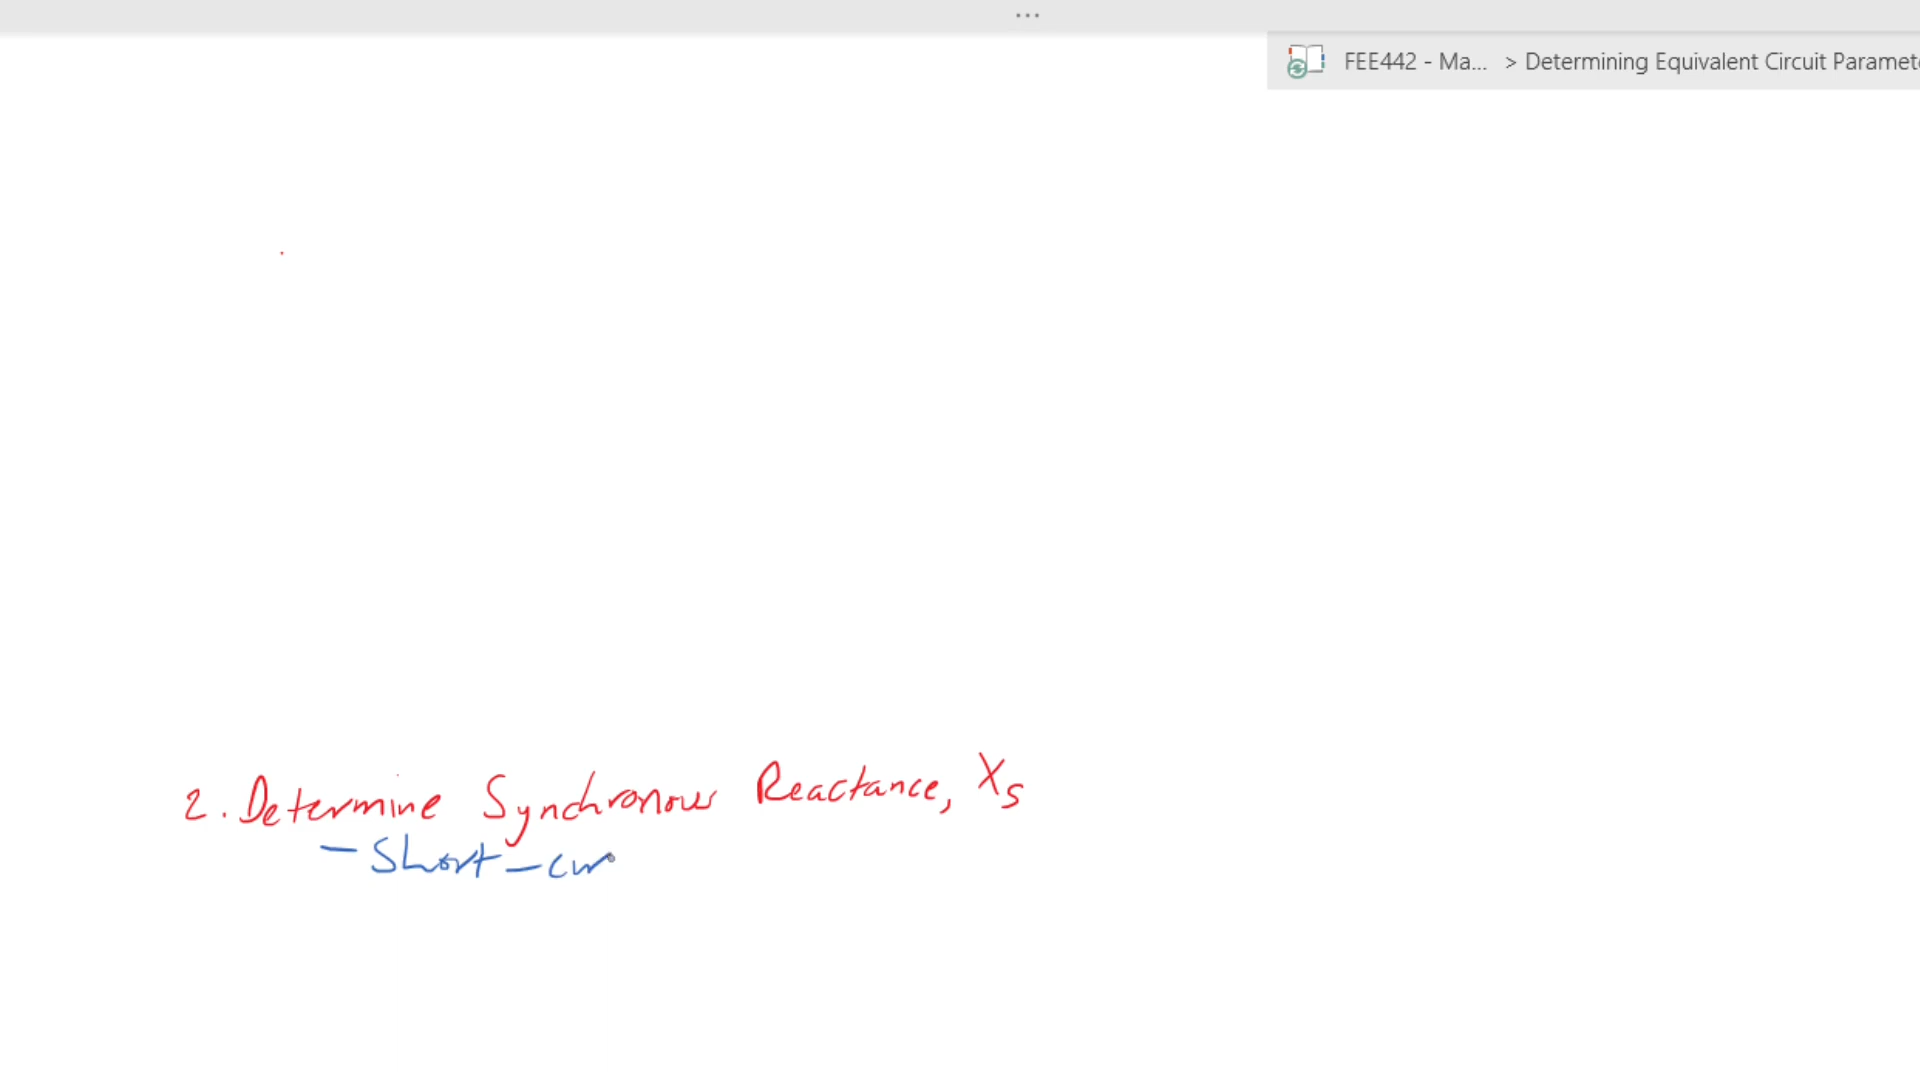 ...
FEE442 - Ma... > Determining Equivalent Circuit Paramet
2. Determine Synchronous Reactance, Xs
- Short-cir